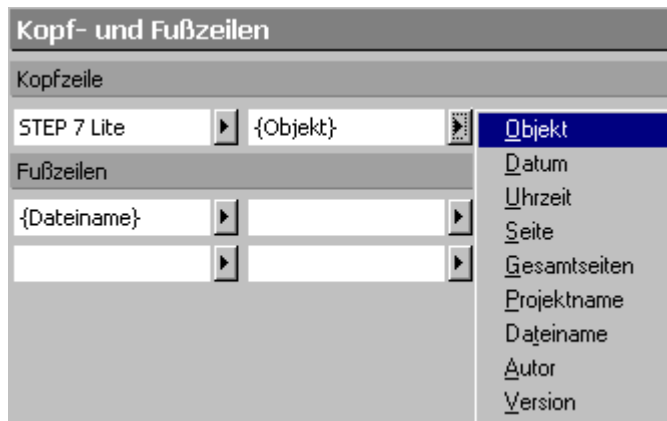 Kopf- und Fußzeilen
Kopfzeile
STEP 7 Lite {Objekt}
Fußzeilen
{Dateiname}
Objekt
Datum
Uhrzeit
Seite
Gesamtseiten
Projektname
Dateiname
Autor
Version